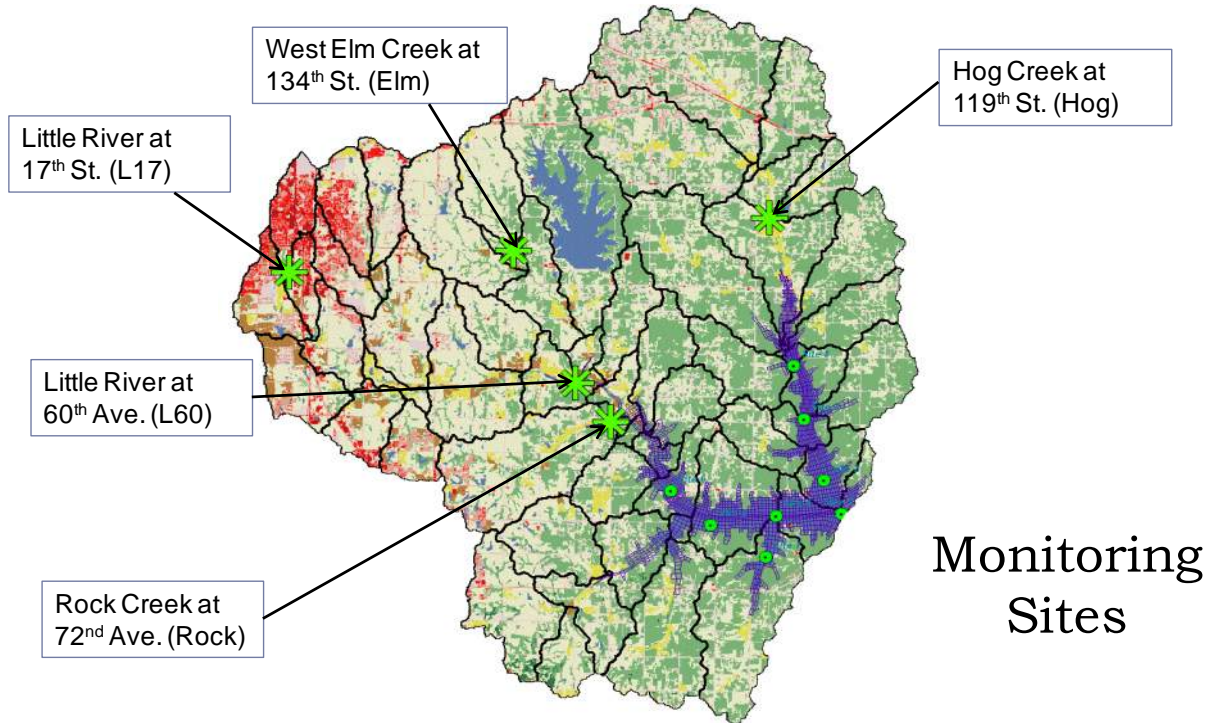 West Elm Creek at
134th St. (Elm)
Hog Creek at
119th St. (Hog)
Little River at
17th St. (L17)
Little River at
60th Ave. (L60)
Rock Creek at
72nd Ave. (Rock)
Monitoring
Sites